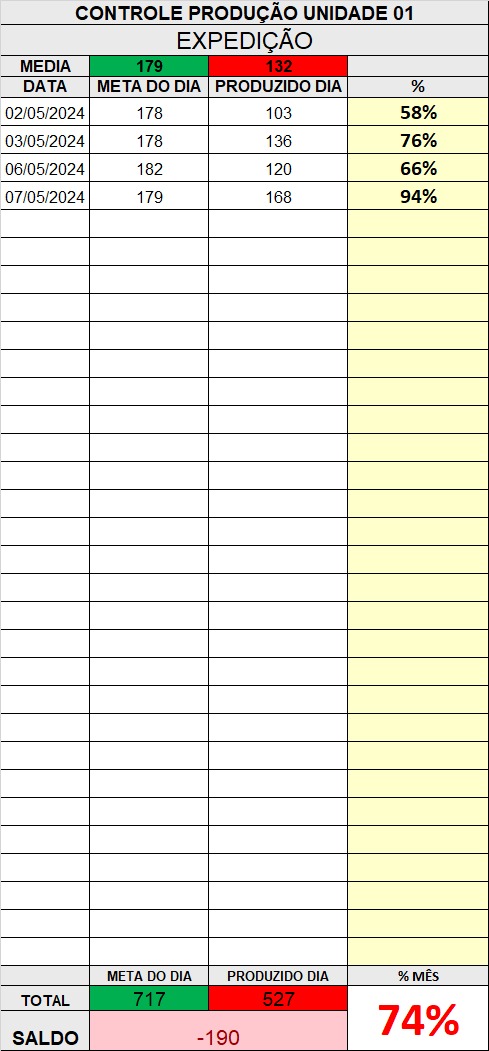 CONTROLE PRODUÇÃO UNIDADE 01
EXPEDIÇÃO
MEDIA 179 132
DATA META DO DIA PRODUZIDO DIA %
02/05/2024 178 103 58%
03/05/2024 178 136 76%
06/05/2024 182 120 66%
07/05/2024 179 168 94%
META DO DIA PRODUZIDO DIA % MÊS
TOTAL 717 527 74%
SALDO -190